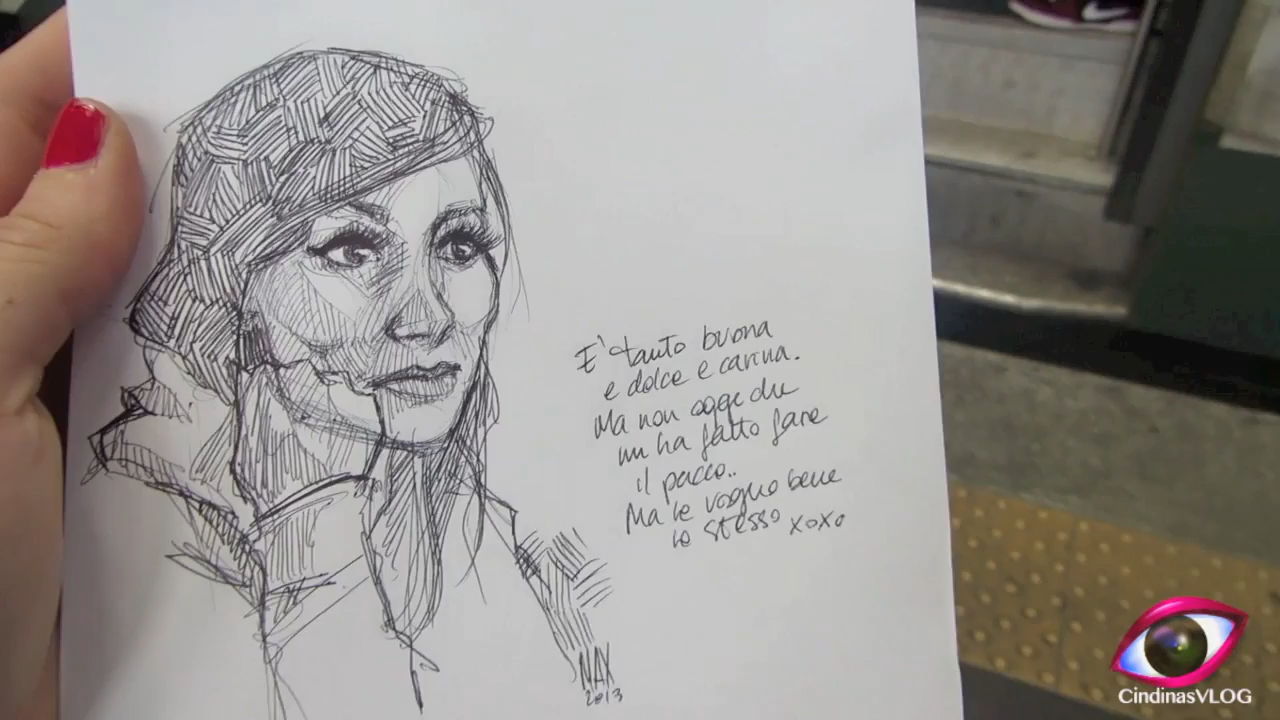 E' tanto buona
e dolce e carina.
Ma non oggi che
mi ha fatto fare
il pacco..
Ma le voglio bene
lo stesso xoxo
MAX
2013
CindinasVLOG